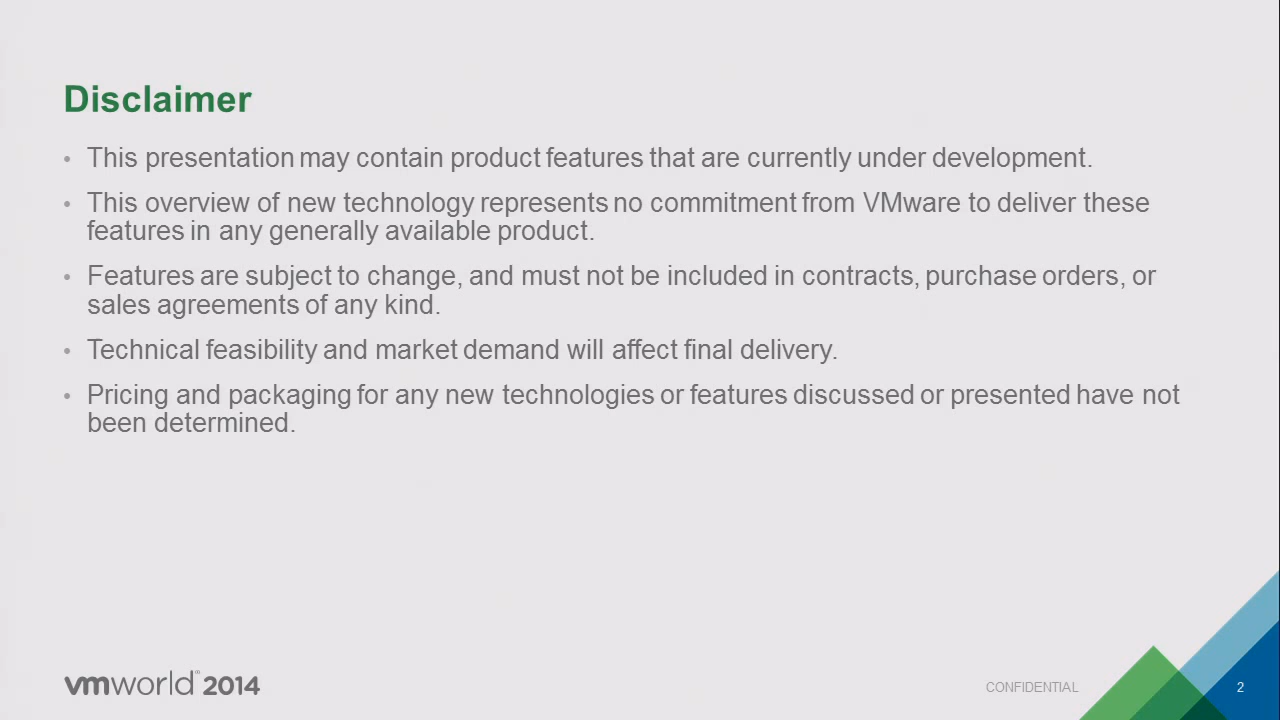 Disclaimer
• This presentation may contain product features that are currently under development.
• This overview of new technology represents no commitment from VMware to deliver these
features in any generally available product.
• Features are subject to change, and must not be included in contracts, purchase orders, or
sales agreements of any kind.
• Technical feasibility and market demand will affect final delivery.
• Pricing and packaging for any new technologies or features discussed or presented have not
been determined.
vmworld™ 2014
CONFIDENTIAL
2